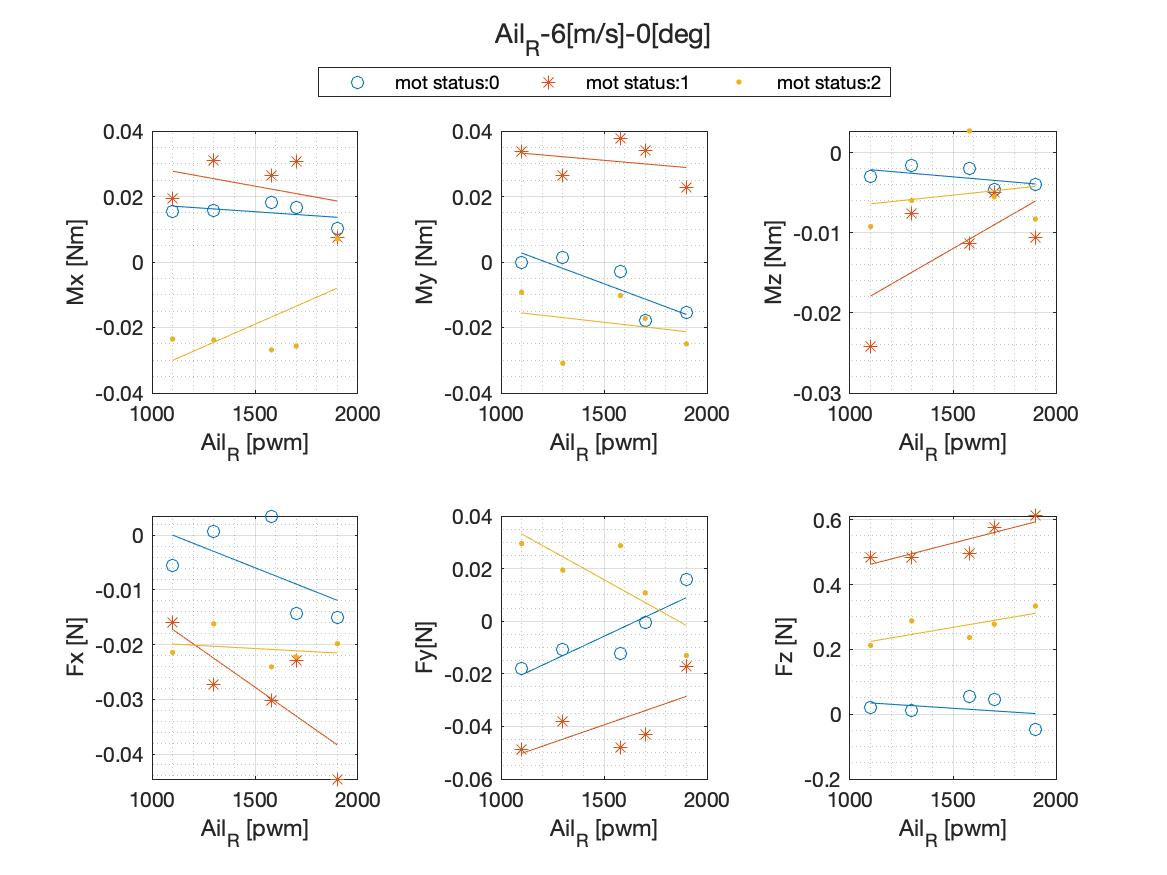 Ail_R-6[m/s]-0[deg]
mot status:0 mot status:1 mot status:2
0.04
0.02
0
-0.02
-0.04
Mx [Nm]
1000 1500 2000
Ail_R [pwm]
0.04
0.02
0
-0.02
-0.04
My [Nm]
1000 1500 2000
Ail_R [pwm]
0
-0.01
-0.02
-0.03
Mz [Nm]
1000 1500 2000
Ail_R [pwm]
0
-0.01
-0.02
-0.03
-0.04
Fx [N]
1000 1500 2000
Ail_R [pwm]
0.04
0.02
0
-0.02
-0.04
-0.06
Fy[N]
1000 1500 2000
Ail_R [pwm]
0.6
0.4
0.2
0
-0.2
Fz [N]
1000 1500 2000
Ail_R [pwm]